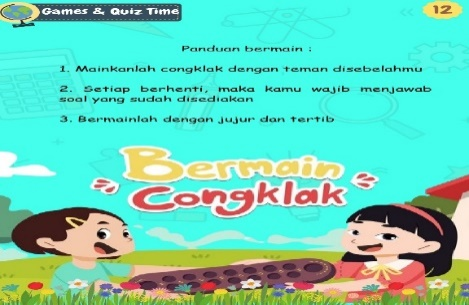 Games & Quiz Time
12
Panduan bermain :
1. Mainkanlah congklak dengan teman disebelahmu
2. Setiap berhenti, maka kamu wajib menjawab
soal yang sudah disediakan
3. Bermainlah dengan jujur dan tertib
Bermain
Congklak